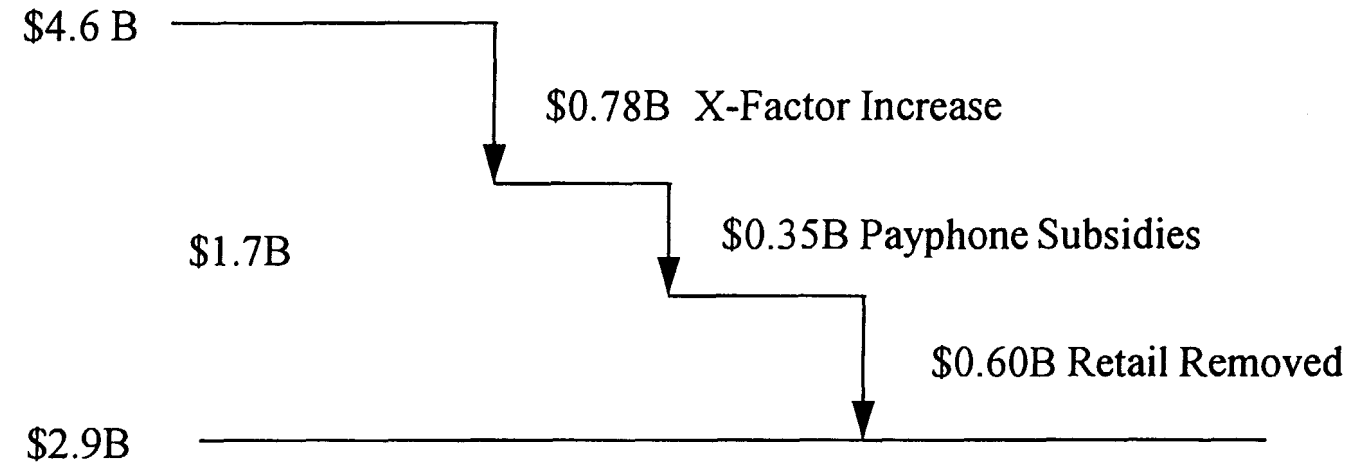 $4.6 B
$0.78B X-Factor Increase
$0.35B Payphone Subsidies
$1.7B
$0.60B Retail Removed
$2.9B